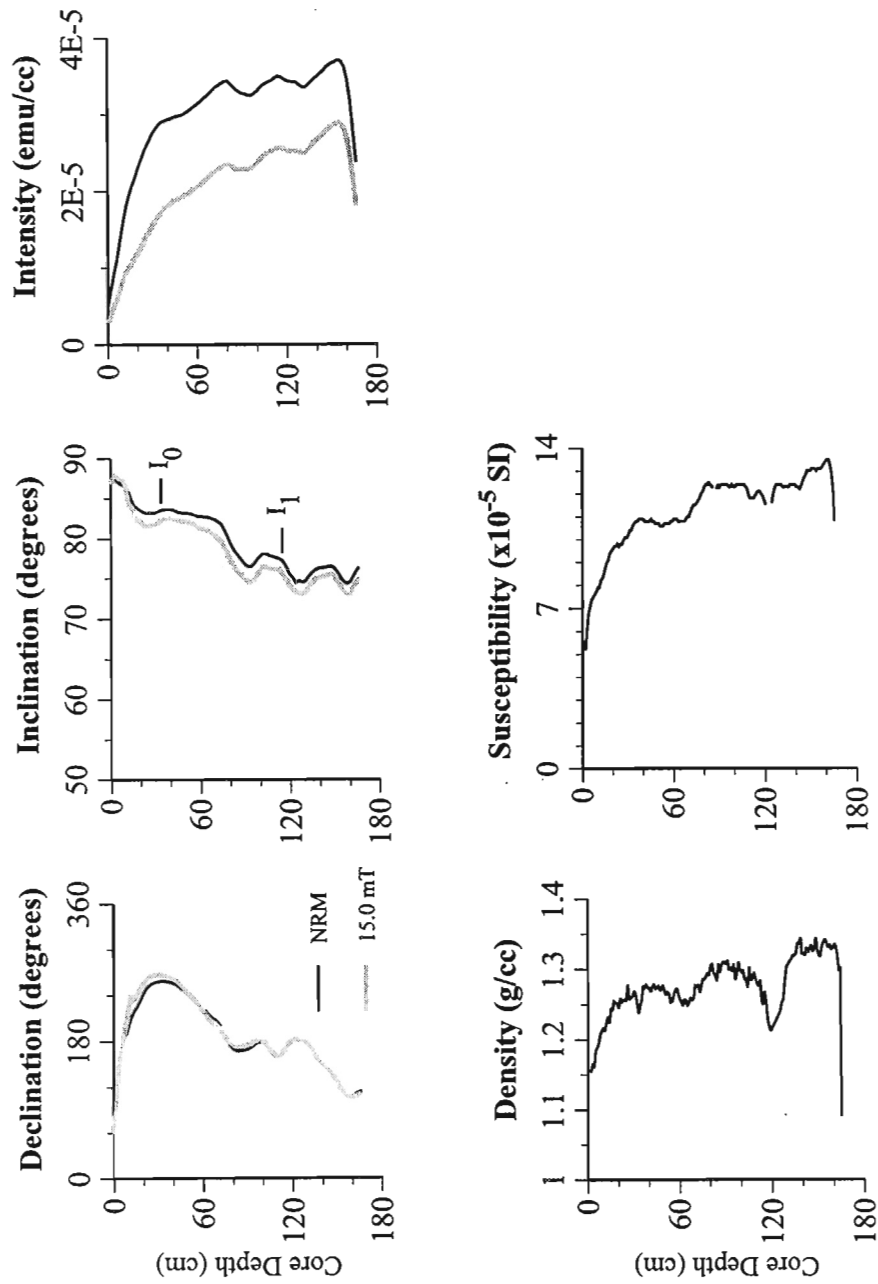 Declination (degrees)
0
180
360
0
60
120
180
Core Depth (cm)
NRM
15.0 mT
Inclination (degrees)
50
60
70
80
90
0
60
120
180
I0
I1
Intensity (emu/cc)
0
2E-5
4E-5
0
60
120
180
Density (g/cc)
1
1.1
1.2
1.3
1.4
0
60
120
180
Core Depth (cm)
Susceptibility (x10-5 SI)
0
7
14
0
60
120
180